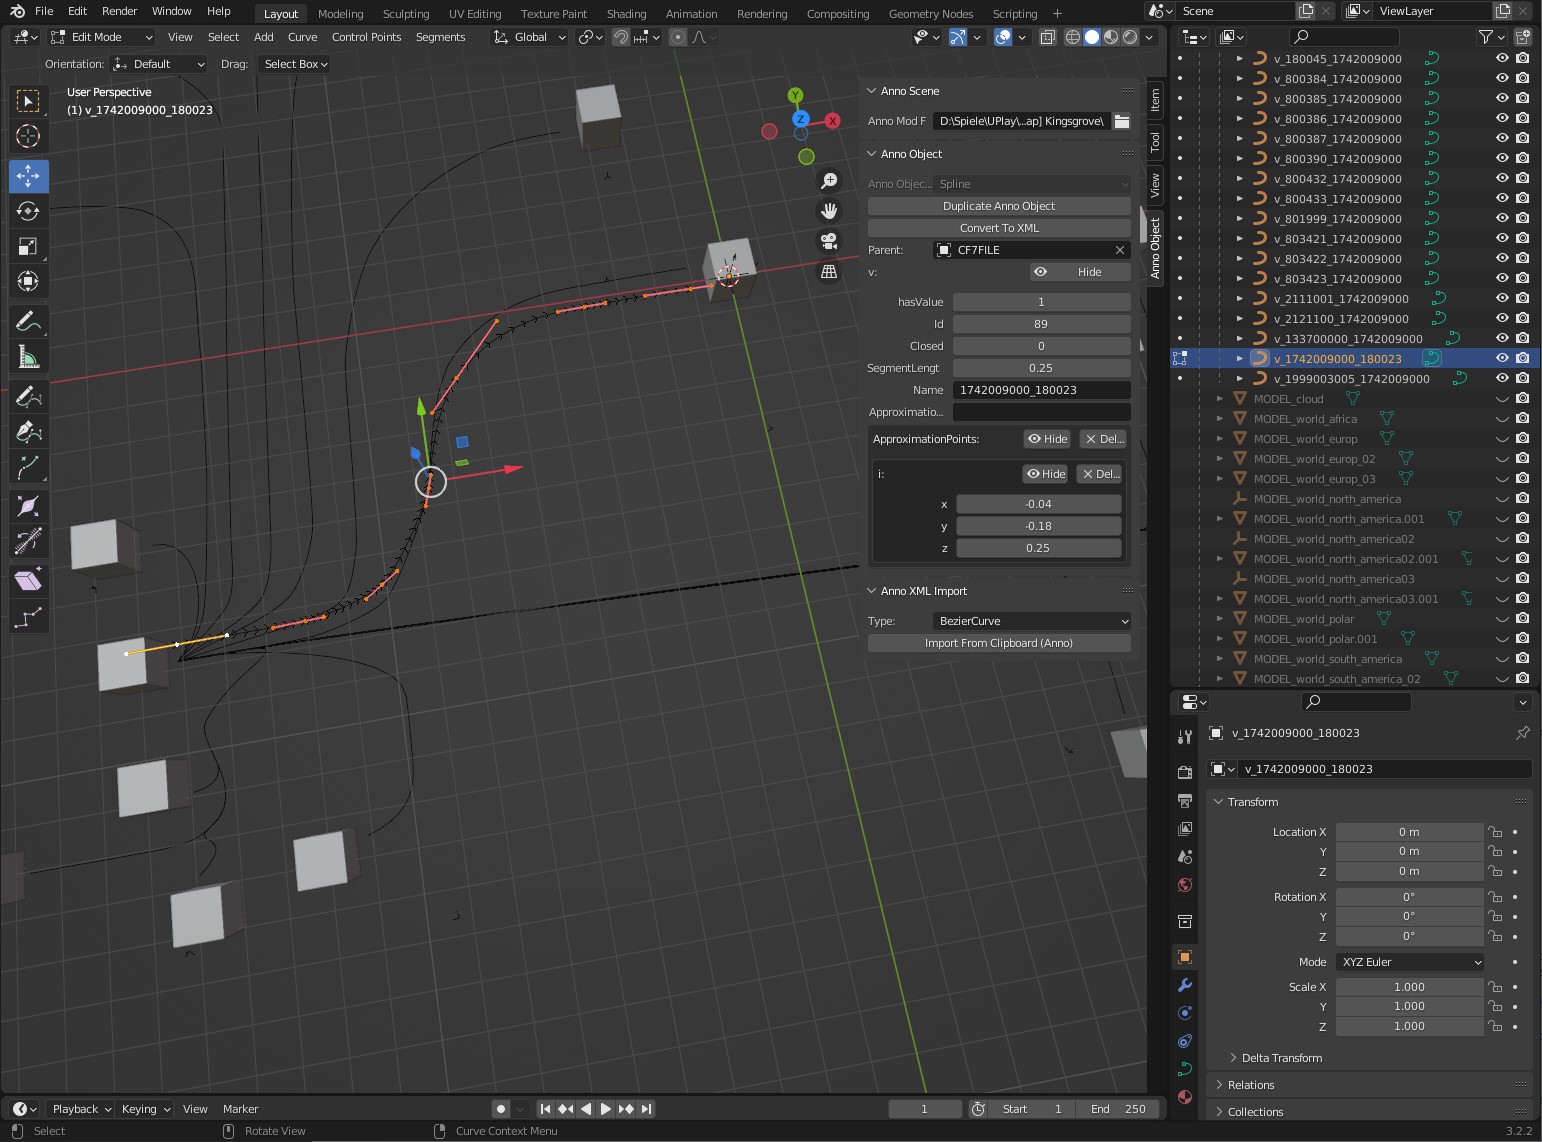 File Edit Render Window Help Layout Modeling Sculpting UV Editing Texture Paint Shading Animation Rendering Compositing Geometry Nodes Scripting + Scene ViewLayer
Edit Mode View Select Add Curve Control Points Segments Global
Orientation: Default Drag: Select Box
User Perspective
(1) v_1742009000_180023
Y
Z
X
Item
Tool
View
Anno Object
Anno Scene
Anno Mod F D:\Spiele\UPlay\...ap] Kingsgrove\
Anno Object
Anno Objec... Spline
Duplicate Anno Object
Convert To XML
Parent: CF7FILE
v: Hide
hasValue 1
Id 89
Closed 0
SegmentLengt 0.25
Name 1742009000_180023
Approximatio...
ApproximationPoints: Hide Del...
i: Hide Del...
x -0.04
y -0.18
z 0.25
Anno XML Import
Type: BezierCurve
Import From Clipboard (Anno)
v_180045_1742009000
v_800384_1742009000
v_800385_1742009000
v_800386_1742009000
v_800387_1742009000
v_800390_1742009000
v_800432_1742009000
v_800433_1742009000
v_801999_1742009000
v_803421_1742009000
v_803422_1742009000
v_803423_1742009000
v_2111001_1742009000
v_2121100_1742009000
v_133700000_1742009000
v_1742009000_180023
v_1999003005_1742009000
MODEL_cloud
MODEL_world_africa
MODEL_world_europ
MODEL_world_europ_02
MODEL_world_europ_03
MODEL_world_north_america
MODEL_world_north_america.001
MODEL_world_north_america02
MODEL_world_north_america02.001
MODEL_world_north_america03
MODEL_world_north_america03.001
MODEL_world_polar
MODEL_world_polar.001
MODEL_world_south_america
MODEL_world_south_america_02
v_1742009000_180023
v_1742009000_180023
Transform
Location X 0 m
Y 0 m
Z 0 m
Rotation X 0°
Y 0°
Z 0°
Mode XYZ Euler
Scale X 1.000
Y 1.000
Z 1.000
Delta Transform
Relations
Collections
Playback Keying View Marker 1 Start 1 End 250
Select Rotate View Curve Context Menu 3.2.2